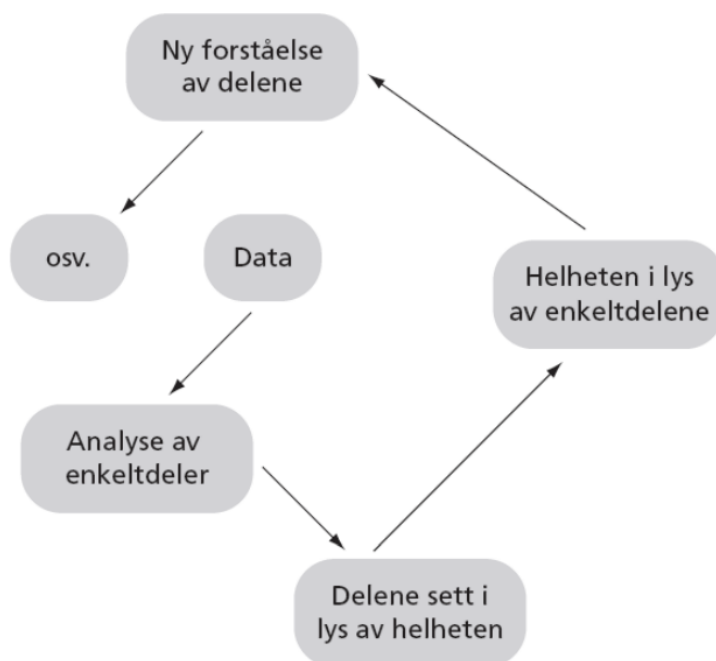 Ny forståelse
av delene
osv.
Data
Helheten i lys
av enkeltdelene
Analyse av
enkeltdeler
Delene sett i
lys av helheten